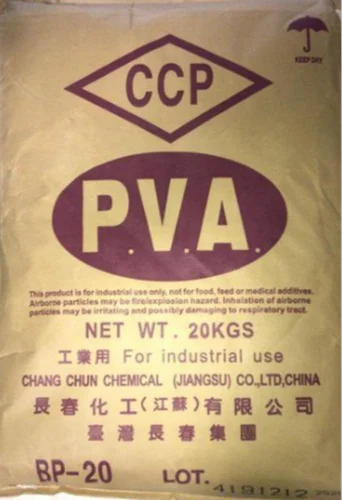 CCP
KEEP DRY
P.V.A.
This product is for industrial use only, not for food, feed or medical additives.
Airborne particles may be fire/explosion hazard. Inhalation of airborne
particles may be irritating and possibly damaging to respiratory tract.
NET WT. 20KGS
工業用 For industrial use
CHANG CHUN CHEMICAL (JIANGSU) CO.,LTD,CHINA
長春化工(江蘇)有限公司
臺灣長春集團
BP-20 LOT. 4191212